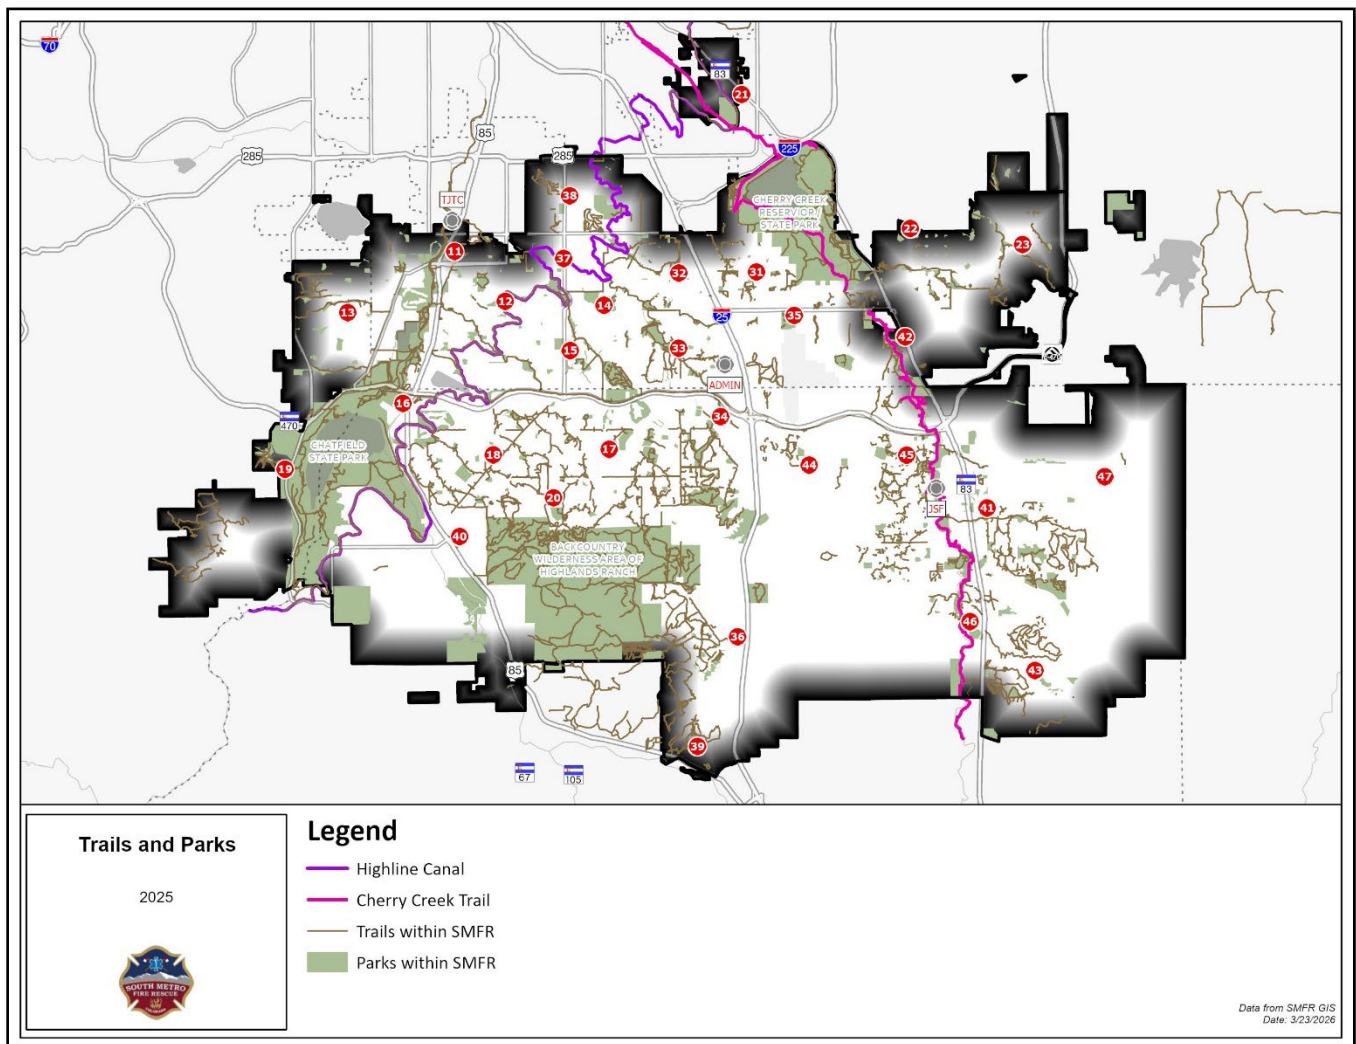 70
83
21
85
225
285
285
38
TJTC
CHERRY CREEK
RESERVIOR /
STATE PARK
22
23
11
37
32
31
12
14
13
25
35
42
15
33
ADMIN
16
34
470
CHATFIELD
STATE PARK
18
17
45
44
19
47
83
20
JSF
41
40
BACKCOUNTRY
WILDERNESS AREA OF
HIGHLANDS RANCH
46
36
85
43
39
67
105
Trails and Parks
2025
SOUTH METRO
FIRE RESCUE
COLORADO
Legend
Highline Canal
Cherry Creek Trail
Trails within SMFR
Parks within SMFR
Data from SMFR GIS
Date: 3/23/2026